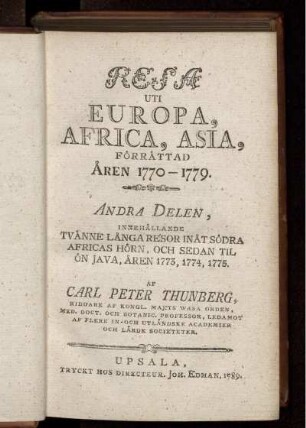 RESA
UTI
EUROPA,
AFRICA, ASIA,
FÖRRÄTTAD
ÅREN 1770-1779.
ANDRA DELEN,
INNEHÅLLANDE
TVÄNNE LÅNGA RESOR INÅT SÖDRA
AFRICAS HÖRN, OCH SEDAN TIL
ÖN JAVA, ÅREN 1773, 1774, 1775.
AF
CARL PETER THUNBERG,
RIDDARE AF KONGL. MAJTS WASA ORDEN,
MED. DOCT. OCH BOTANIC. PROFESSOR, LEDAMOT
AF FLERE IN- OCH UTLÄNDSKE ACADEMIER
OCH LÄRDE SOCIETETER.
UPSALA,
TRYCKT HOS DIRECTEUR. JOH. EDMAN, 1789.